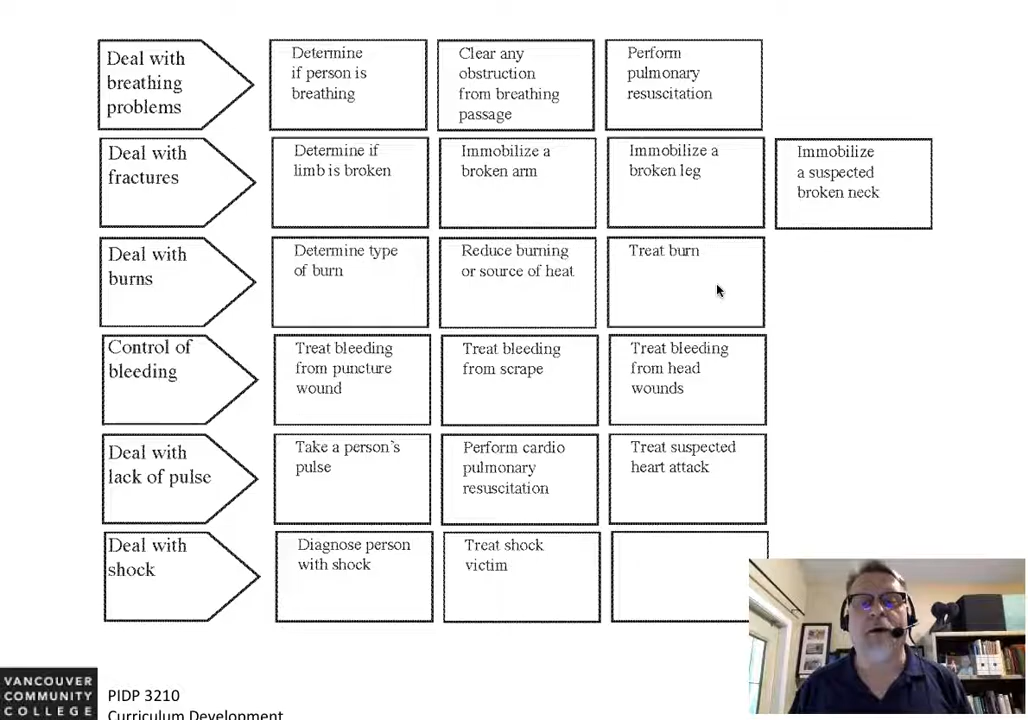 Deal with
breathing
problems
Determine
if person is
breathing
Clear any
obstruction
from breathing
passage
Perform
pulmonary
resuscitation
Deal with
fractures
Determine if
limb is broken
Immobilize a
broken arm
Immobilize a
broken leg
Immobilize
a suspected
broken neck
Deal with
burns
Determine type
of burn
Reduce burning
or source of heat
Treat burn
Control of
bleeding
Treat bleeding
from puncture
wound
Treat bleeding
from scrape
Treat bleeding
from head
wounds
Deal with
lack of pulse
Take a person's
pulse
Perform cardio
pulmonary
resuscitation
Treat suspected
heart attack
Deal with
shock
Diagnose person
with shock
Treat shock
victim
VANCOUVER
COMMUNITY
COLLEGE
PIDP 3210
Curriculum Development